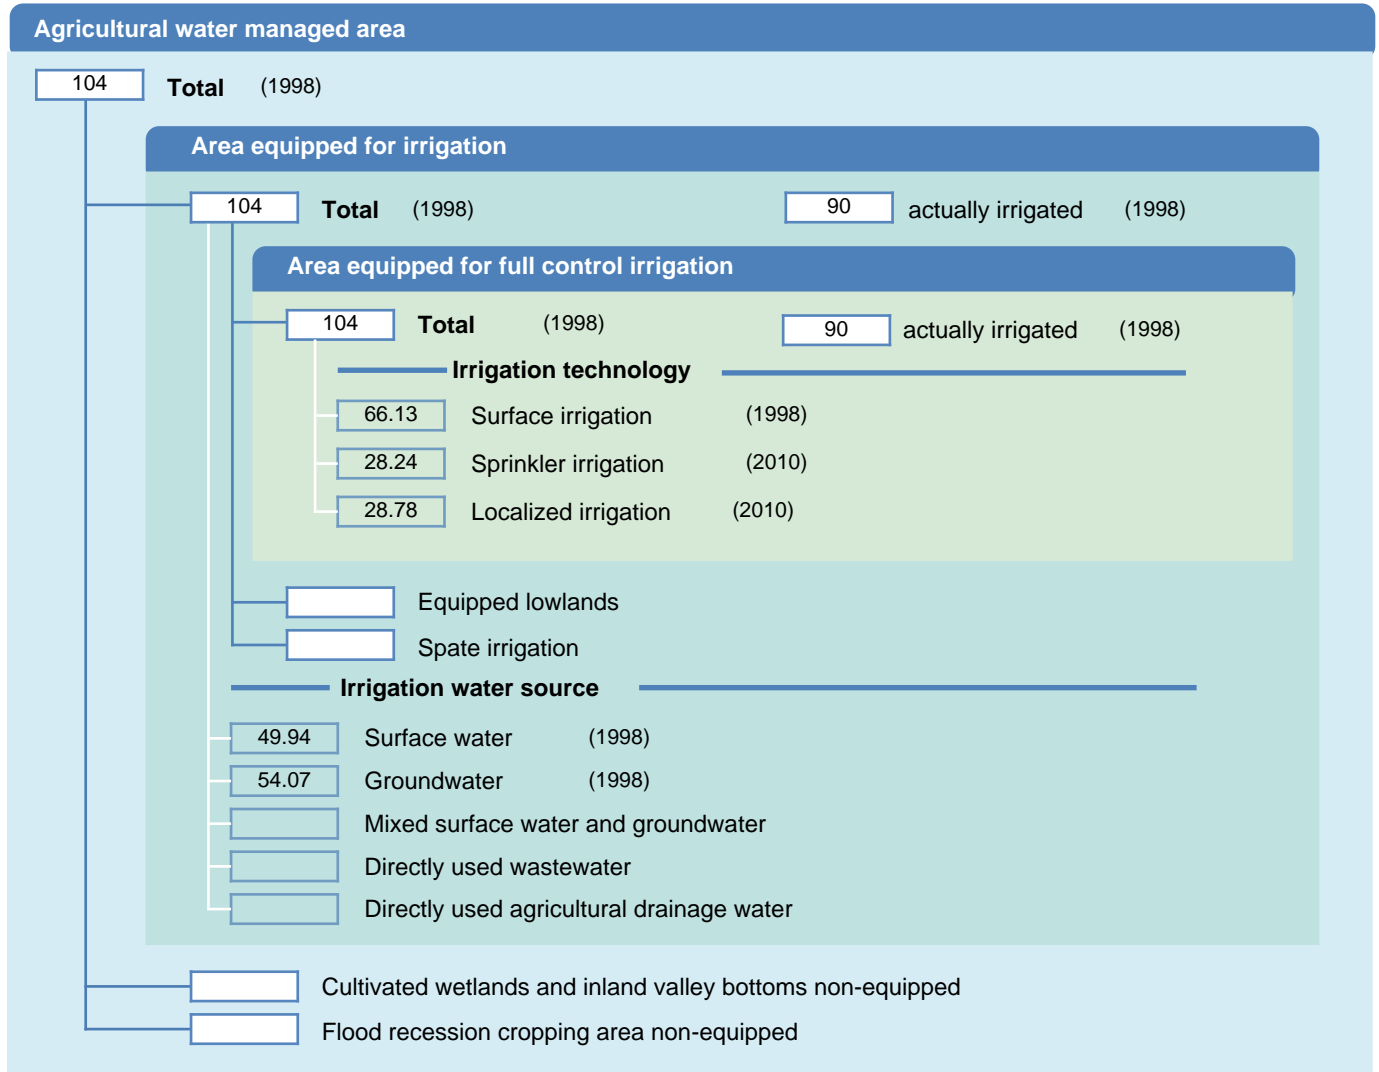 Agricultural water managed area
104 Total (1998)
Area equipped for irrigation
104 Total (1998) 90 actually irrigated (1998)
Area equipped for full control irrigation
104 Total (1998) 90 actually irrigated (1998)
Irrigation technology
66.13 Surface irrigation (1998)
28.24 Sprinkler irrigation (2010)
28.78 Localized irrigation (2010)
Equipped lowlands
Spate irrigation
Irrigation water source
49.94 Surface water (1998)
54.07 Groundwater (1998)
Mixed surface water and groundwater
Directly used wastewater
Directly used agricultural drainage water
Cultivated wetlands and inland valley bottoms non-equipped
Flood recession cropping area non-equipped